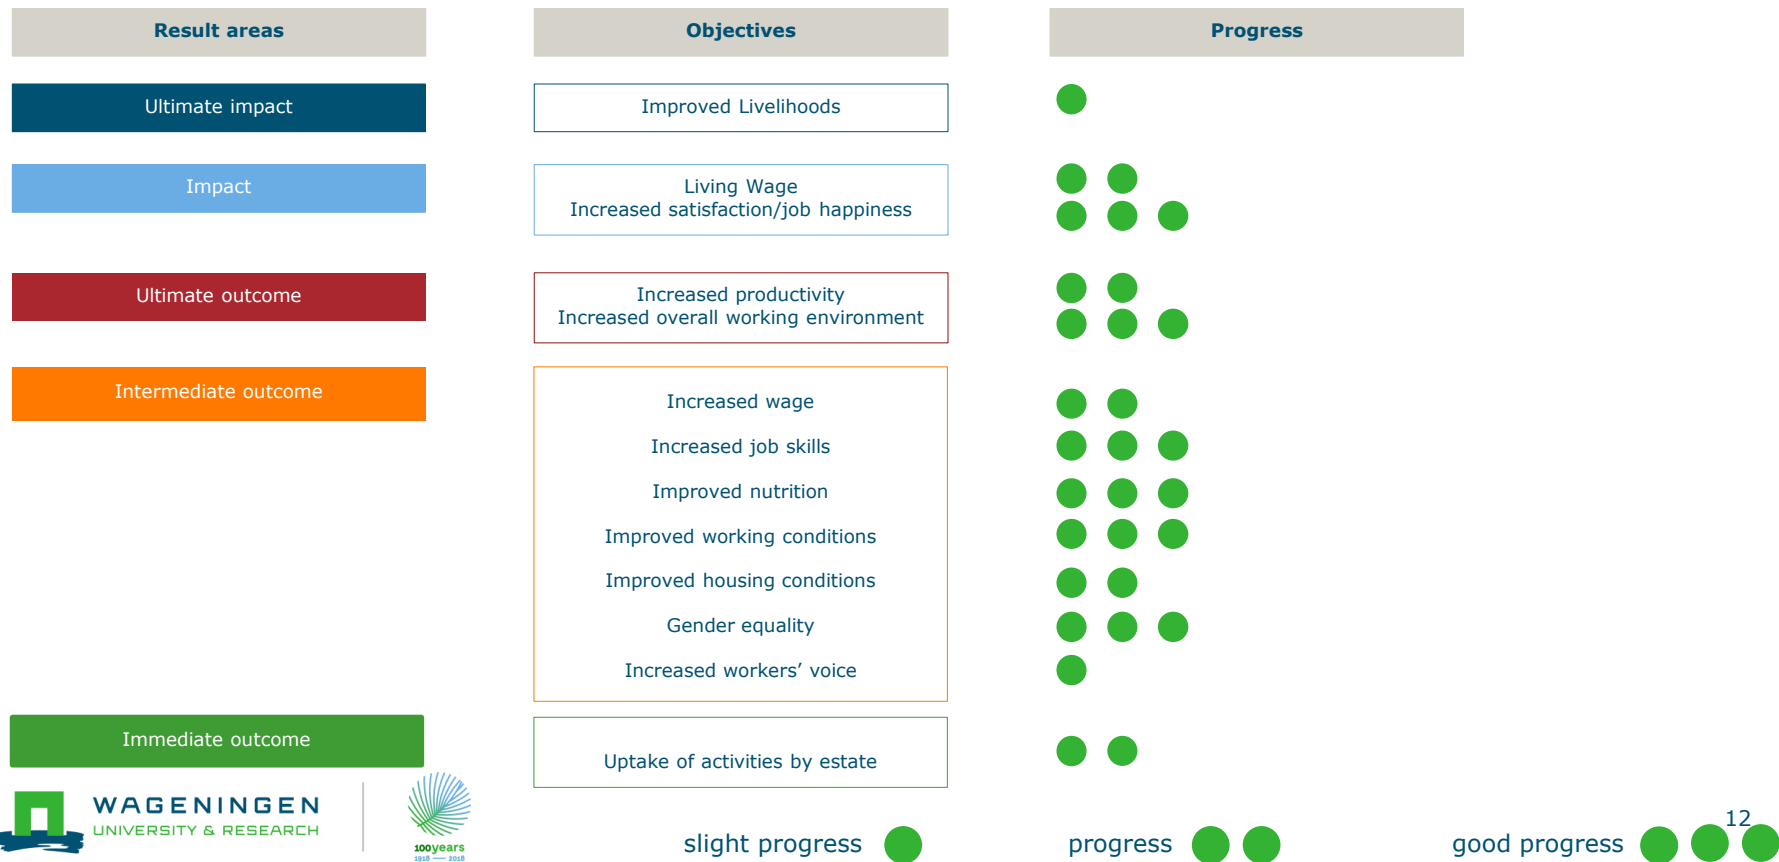 Result areas
Objectives
Progress
Ultimate impact
Improved Livelihoods
Impact
Living Wage
Increased satisfaction/job happiness
Ultimate outcome
Increased productivity
Increased overall working environment
Intermediate outcome
Increased wage
Increased job skills
Improved nutrition
Improved working conditions
Improved housing conditions
Gender equality
Increased workers’ voice
Immediate outcome
Uptake of activities by estate
WAGENINGEN
UNIVERSITY & RESEARCH
100years
1918 — 2018
slight progress
progress
good progress
12